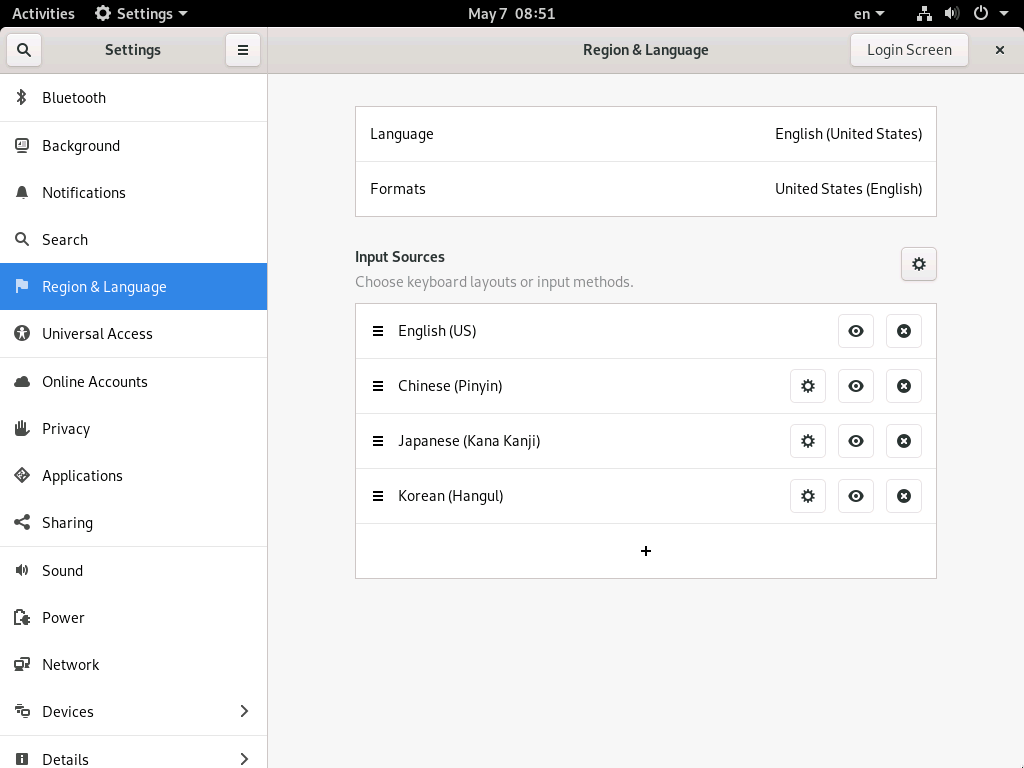 Activities Settings May 7 08:51 en
Settings Region & Language Login Screen
Bluetooth
Background
Notifications
Search
Region & Language
Universal Access
Online Accounts
Privacy
Applications
Sharing
Sound
Power
Network
Devices
Details
Language English (United States)
Formats United States (English)
Input Sources
Choose keyboard layouts or input methods.
English (US)
Chinese (Pinyin)
Japanese (Kana Kanji)
Korean (Hangul)